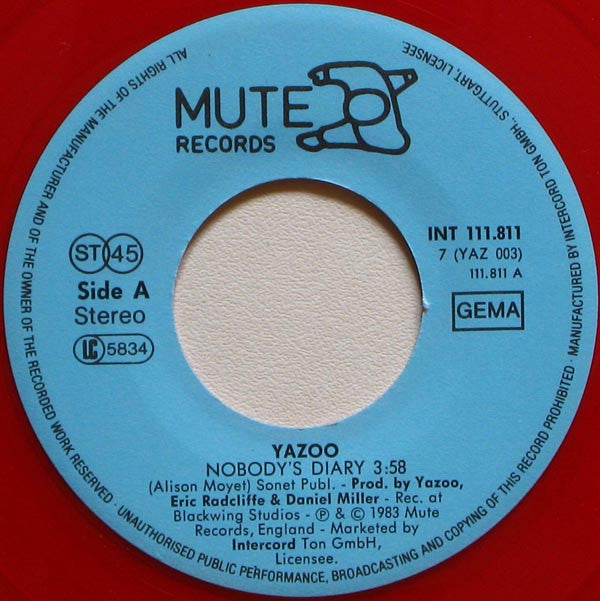 MUTE
RECORDS
ST 45
Side A
Stereo
LC 5834
INT 111.811
7 (YAZ 003)
111.811 A
GEMA
YAZOO
NOBODY'S DIARY 3:58
(Alison Moyet) Sonet Publ. - Prod. by Yazoo,
Eric Radcliffe & Daniel Miller - Rec. at
Blackwing Studios - ℗ & © 1983 Mute
Records, England - Marketed by
Intercord Ton GmbH,
Licensee.
ALL RIGHTS OF THE MANUFACTURER AND OF THE OWNER OF THE RECORDED WORK RESERVED · UNAUTHORISED PUBLIC PERFORMANCE, BROADCASTING AND COPYING OF THIS RECORD PROHIBITED · MANUFACTURED BY INTERCORD TON GMBH., STUTTGART, LICENSEE